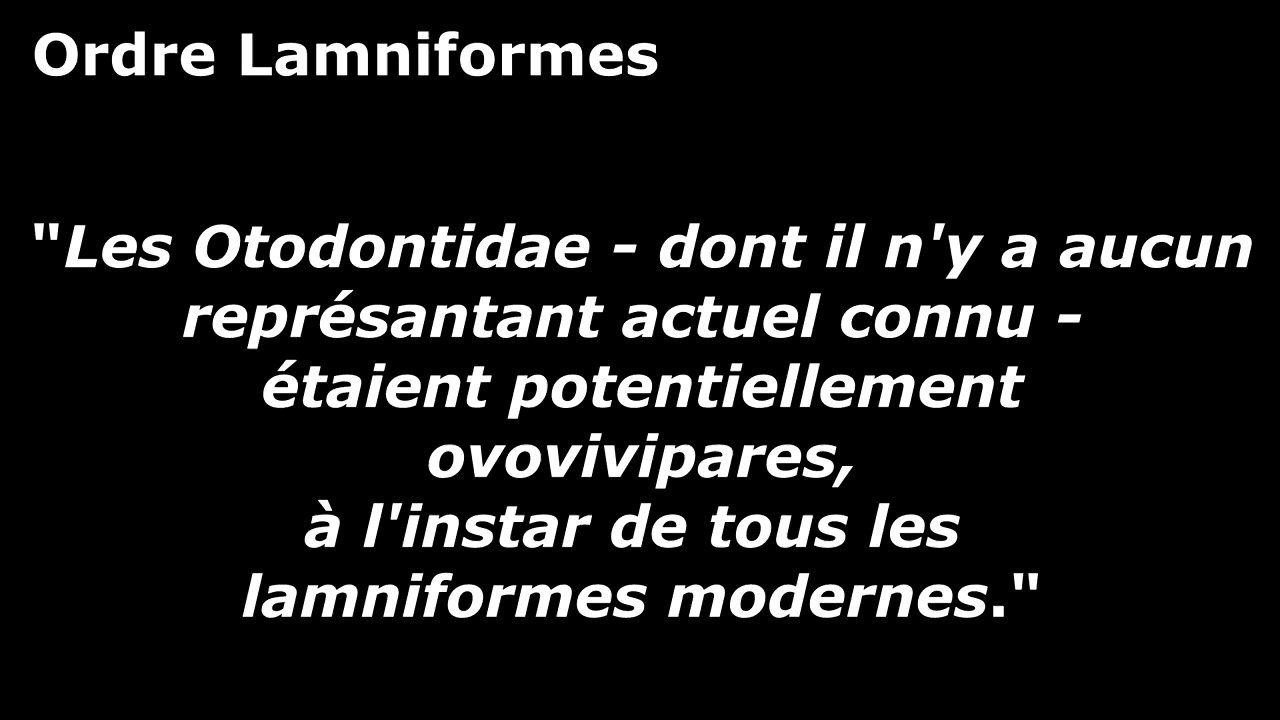 Ordre Lamniformes
"Les Otodontidae - dont il n'y a aucun
représantant actuel connu -
étaient potentiellement
ovovivipares,
à l'instar de tous les
lamniformes modernes."